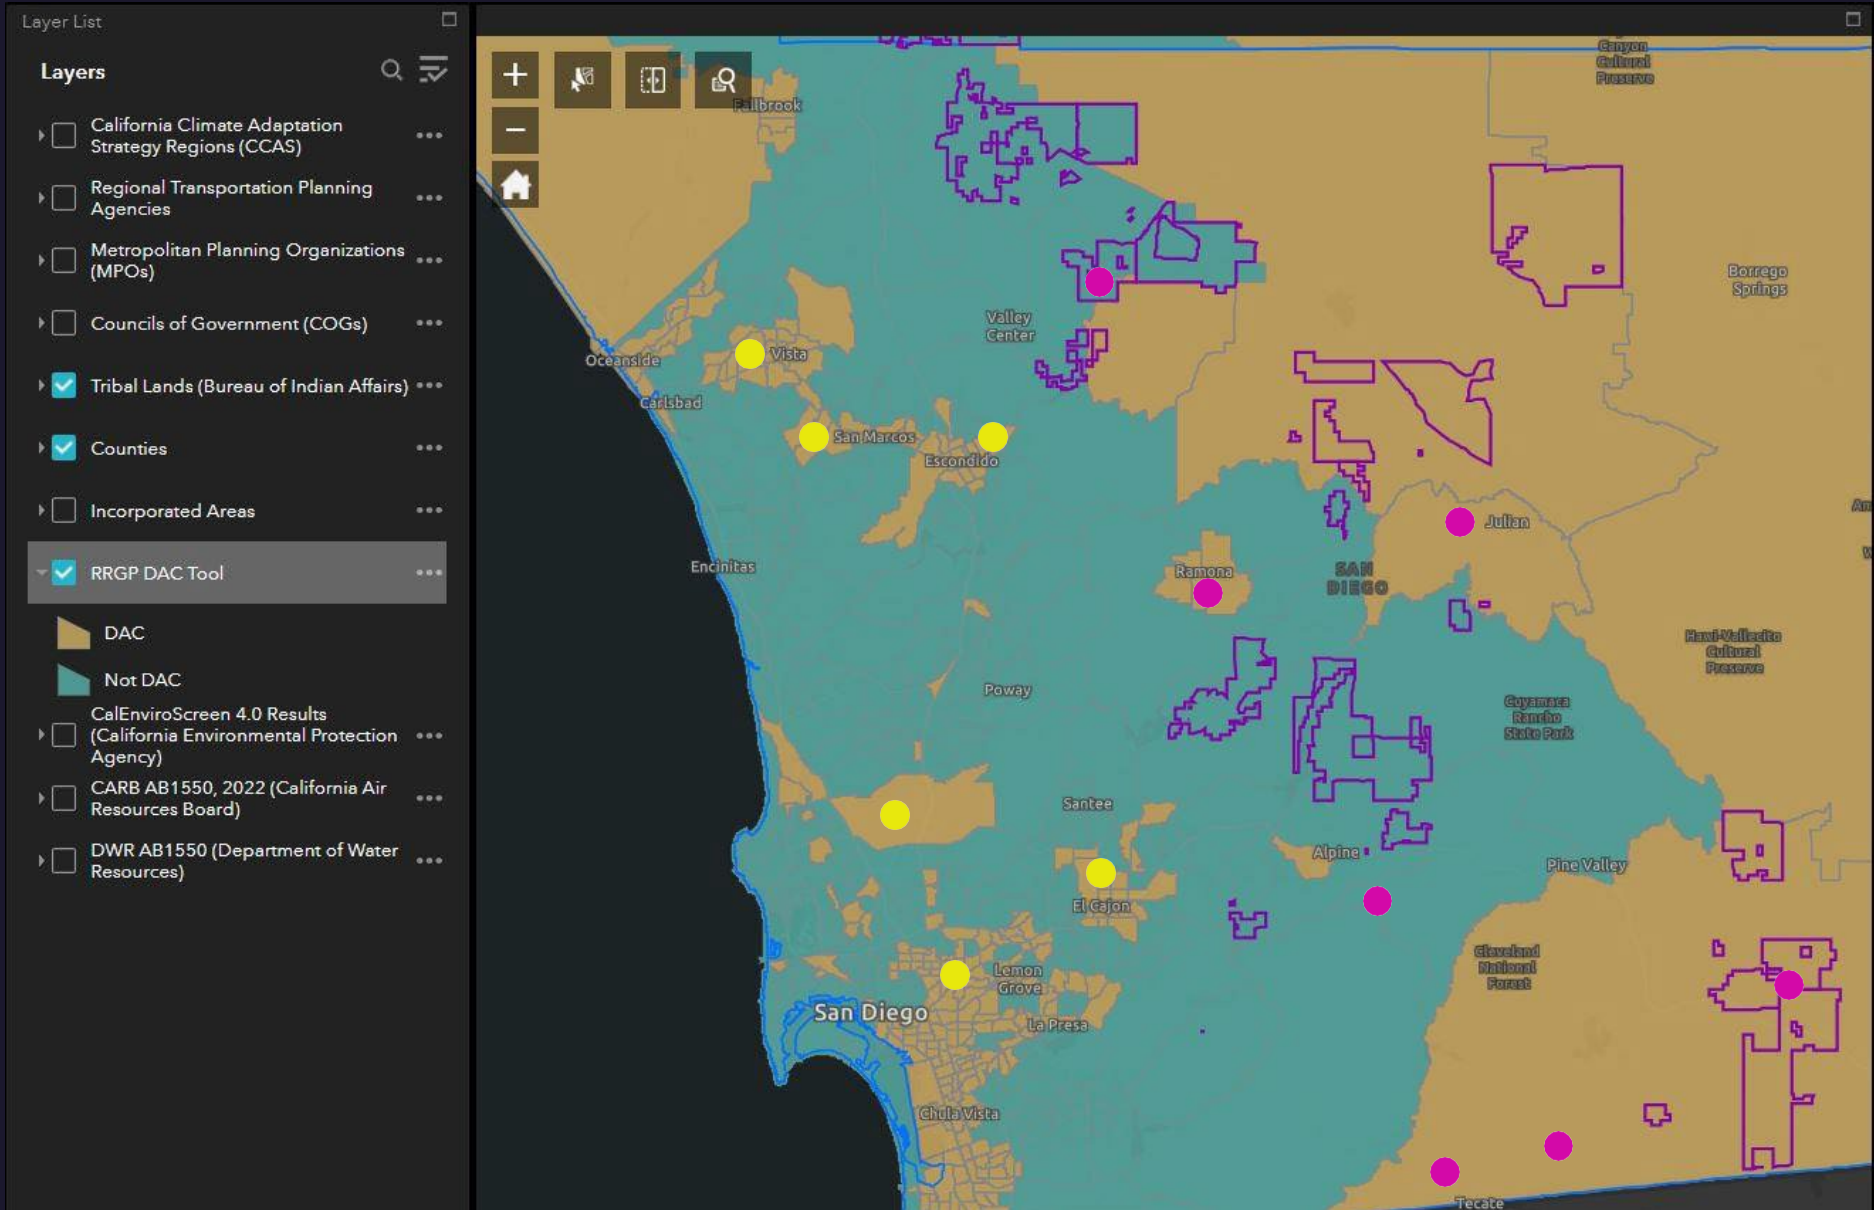 Layer List
Layers
California Climate Adaptation
Strategy Regions (CCAS)
Regional Transportation Planning
Agencies
Metropolitan Planning Organizations
(MPOs)
Councils of Government (COGs)
Tribal Lands (Bureau of Indian Affairs)
Counties
Incorporated Areas
RRGP DAC Tool
DAC
Not DAC
CalEnviroScreen 4.0 Results
(California Environmental Protection
Agency)
CARB AB1550, 2022 (California Air
Resources Board)
DWR AB1550 (Department of Water
Resources)
Canyon
Cultural
Preserve
Fallbrook
Borrego
Springs
Valley
Center
Oceanside
Vista
Carlsbad
San Marcos
Escondido
Julian
Encinitas
Ramona
SAN
DIEGO
Hawi-Vallecito
Cultural
Preserve
Poway
Cuyamaca
Rancho
State Park
Santee
Alpine
Pine Valley
El Cajon
Cleveland
National
Forest
Lemon
Grove
San Diego
La Presa
Chula Vista
Tecate